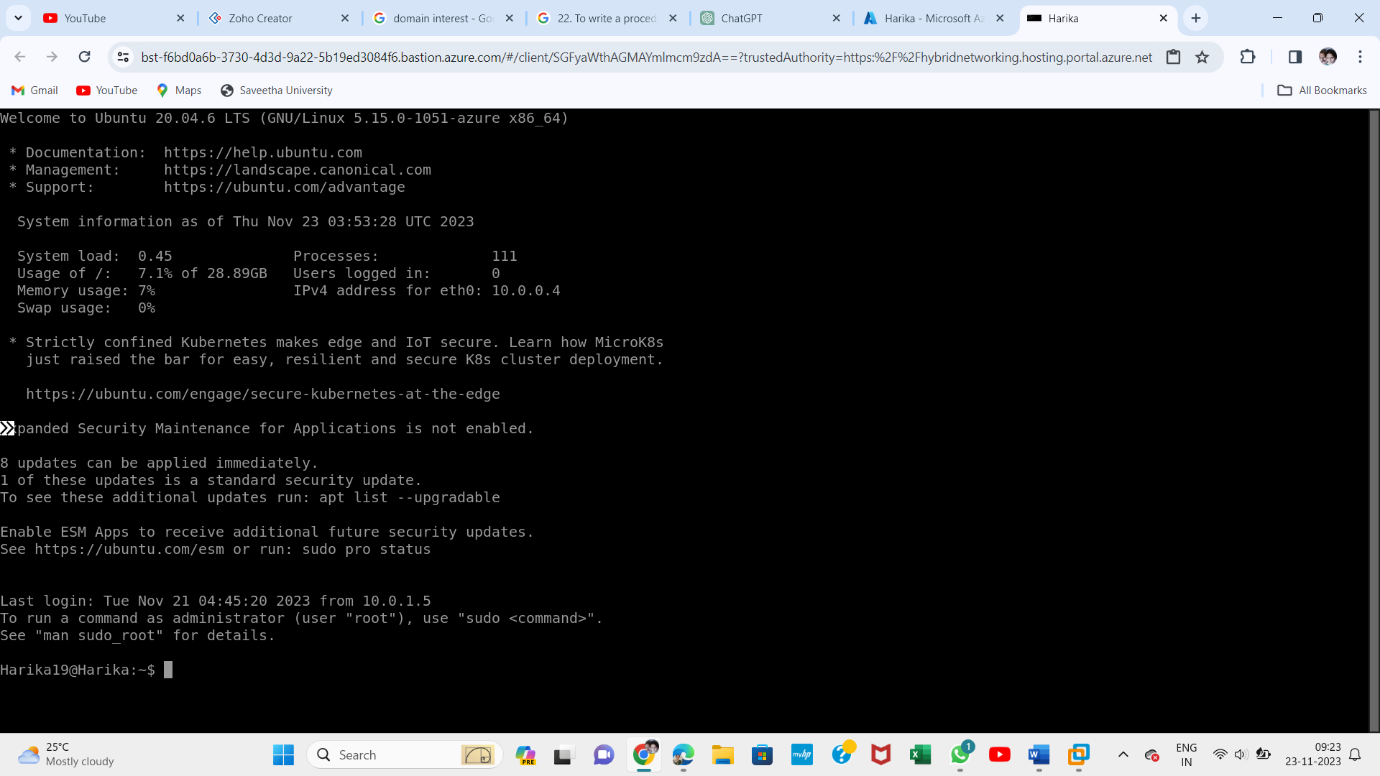 YouTube
Zoho Creator
domain interest - Go
22. To write a proced
ChatGPT
Harika - Microsoft Az
Harika
bst-f6bd0a6b-3730-4d3d-9a22-5b19ed3084f6.bastion.azure.com/#/client/SGFyaWthAGMAYmlmcm9zdA==?trustedAuthority=https:%2F%2Fhybridnetworking.hosting.portal.azure.net
Gmail
YouTube
Maps
Saveetha University
All Bookmarks
Welcome to Ubuntu 20.04.6 LTS (GNU/Linux 5.15.0-1051-azure x86_64)
* Documentation: https://help.ubuntu.com
* Management: https://landscape.canonical.com
* Support: https://ubuntu.com/advantage
System information as of Thu Nov 23 03:53:28 UTC 2023
System load: 0.45 Processes: 111
Usage of /: 7.1% of 28.89GB Users logged in: 0
Memory usage: 7% IPv4 address for eth0: 10.0.0.4
Swap usage: 0%
* Strictly confined Kubernetes makes edge and IoT secure. Learn how MicroK8s
just raised the bar for easy, resilient and secure K8s cluster deployment.
https://ubuntu.com/engage/secure-kubernetes-at-the-edge
panded Security Maintenance for Applications is not enabled.
8 updates can be applied immediately.
1 of these updates is a standard security update.
To see these additional updates run: apt list --upgradable
Enable ESM Apps to receive additional future security updates.
See https://ubuntu.com/esm or run: sudo pro status
Last login: Tue Nov 21 04:45:20 2023 from 10.0.1.5
To run a command as administrator (user "root"), use "sudo <command>".
See "man sudo_root" for details.
Harika19@Harika:~$
25°C
Mostly cloudy
Search
PRE
myhp
1
ENG
IN
09:23
23-11-2023